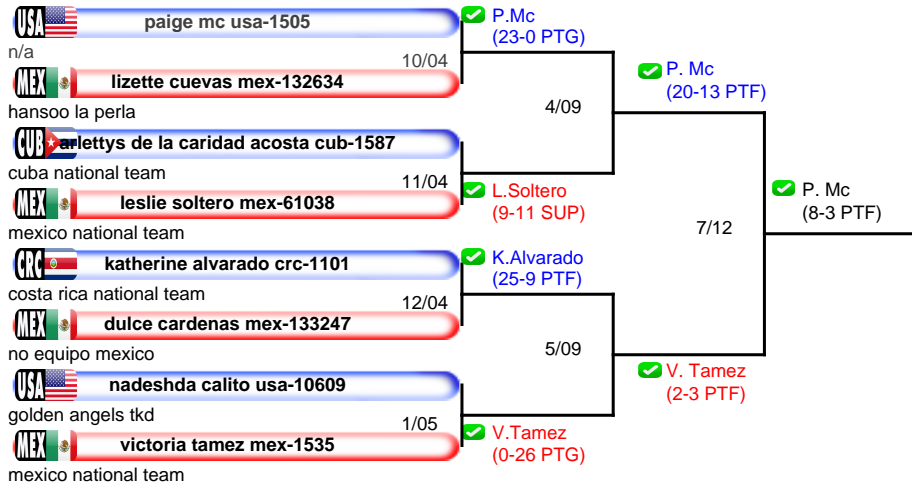 USA paige mc usa-1505
n/a
10/04
MEX lizette cuevas mex-132634
hansoo la perla
CUB arlettys de la caridad acosta cub-1587
cuba national team
11/04
MEX leslie soltero mex-61038
mexico national team
CRC katherine alvarado crc-1101
costa rica national team
12/04
MEX dulce cardenas mex-133247
no equipo mexico
USA nadeshda calito usa-10609
golden angels tkd
1/05
MEX victoria tamez mex-1535
mexico national team
P.Mc
(23-0 PTG)
4/09
L.Soltero
(9-11 SUP)
K.Alvarado
(25-9 PTF)
5/09
V.Tamez
(0-26 PTG)
P. Mc
(20-13 PTF)
7/12
V. Tamez
(2-3 PTF)
P. Mc
(8-3 PTF)